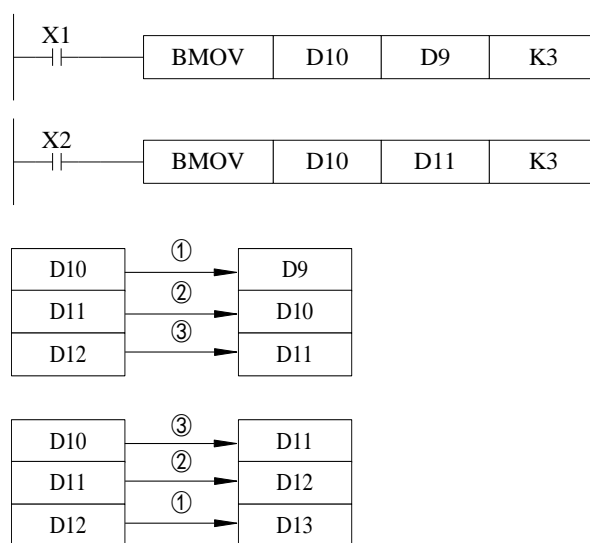 X1
BMOV D10 D9 K3
X2
BMOV D10 D11 K3
D10 ① D9
D11 ② D10
D12 ③ D11
D10 ③ D11
D11 ② D12
D12 ① D13